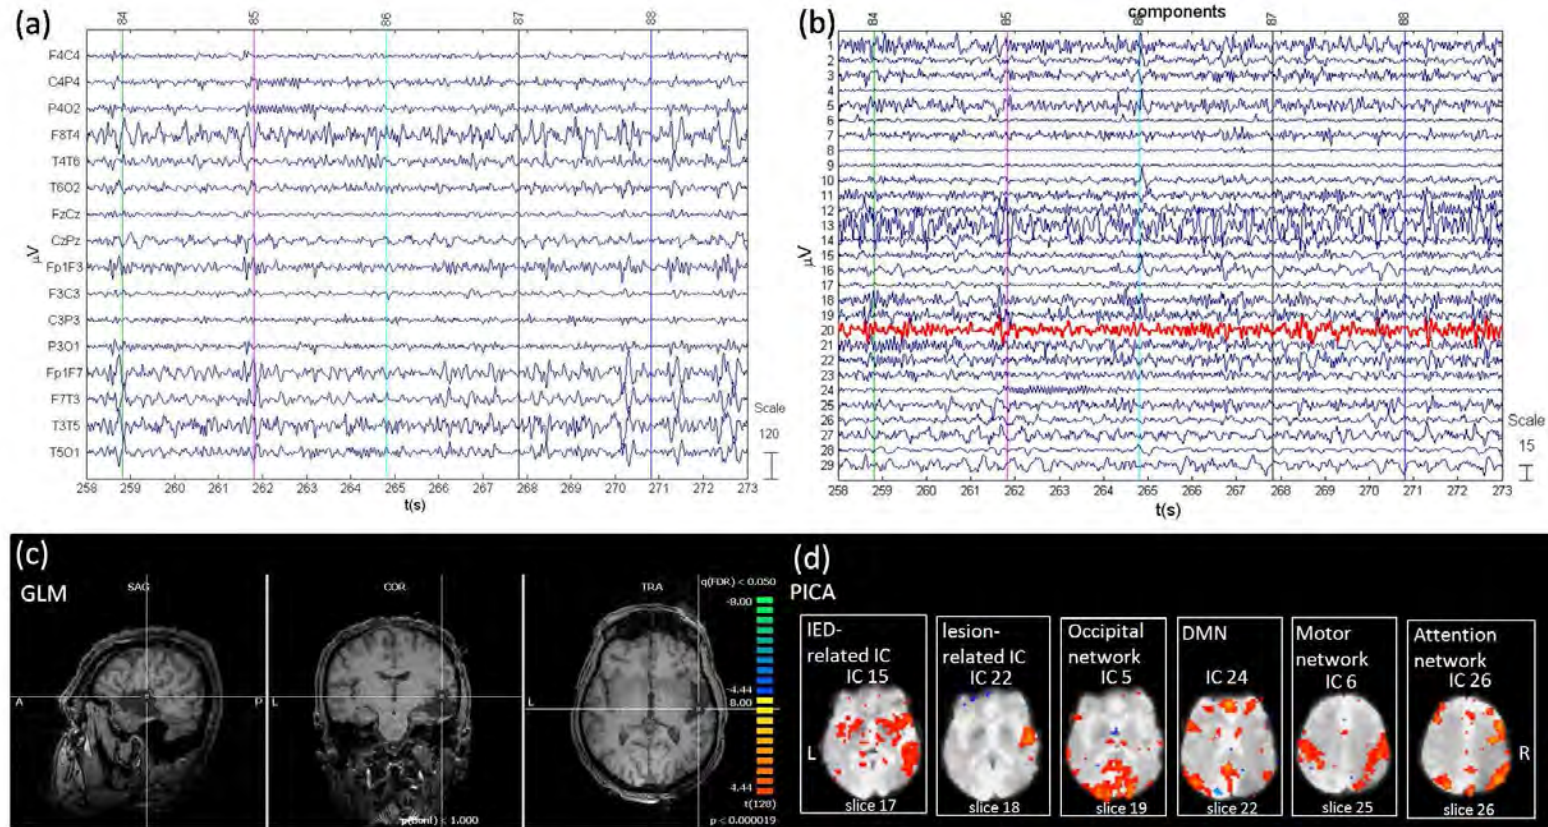 (a)
84
85
86
87
88
F4C4
C4P4
P4O2
F8T4
T4T6
T6O2
FzCz
CzPz
Fp1F3
F3C3
C3P3
P3O1
Fp1F7
F7T3
T3T5
T5O1
μV
Scale
120
258 259 260 261 262 263 264 265 266 267 268 269 270 271 272 273
t(s)
(b)
components
84
85
86
87
88
1
2
3
4
5
6
7
8
9
10
11
12
13
14
15
16
17
18
19
20
21
22
23
24
25
26
27
28
29
μV
Scale
15
258 259 260 261 262 263 264 265 266 267 268 269 270 271 272 273
t(s)
(c)
GLM
SAG
A
P
COR
L
TRA
L
q(FDR) < 0.050
-8.00
-4.44
8.00
4.44
t(128)
p(Bonf) < 1.000
p < 0.000019
(d)
PICA
IED-
related IC
IC 15
L
slice 17
lesion-
related IC
IC 22
slice 18
Occipital
network
IC 5
slice 19
DMN
IC 24
slice 22
Motor
network
IC 6
slice 25
Attention
network
IC 26
R
slice 26